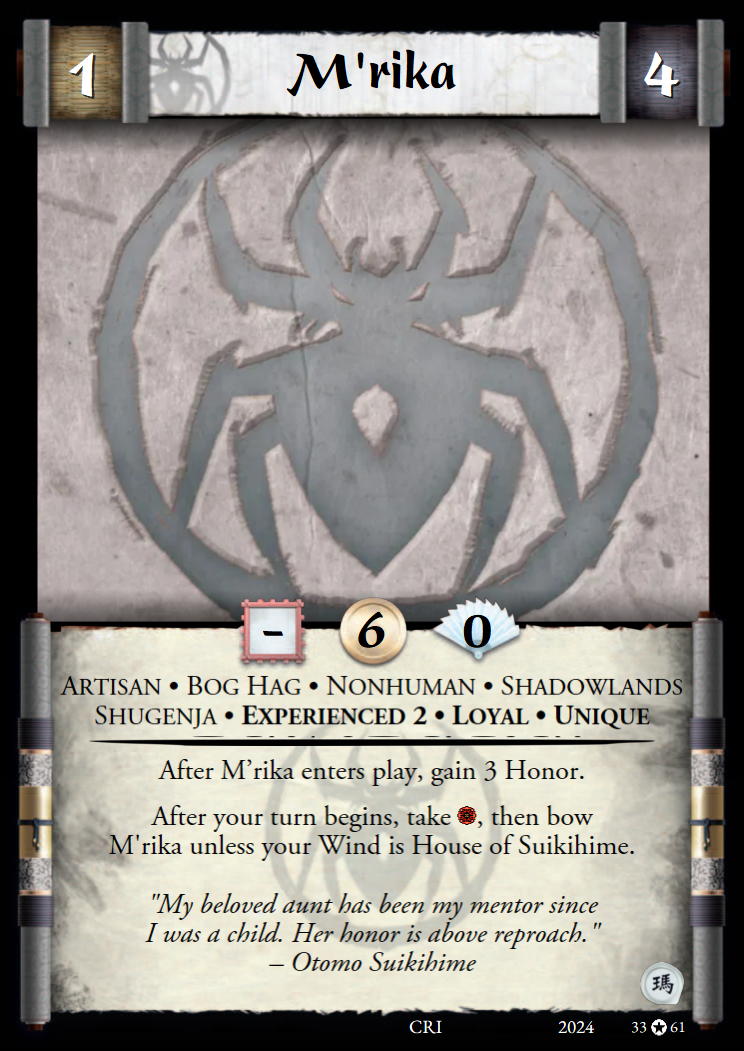 1
M'rika
4
-
6
0
ARTISAN • BOG HAG • NONHUMAN • SHADOWLANDS
SHUGENJA • EXPERIENCED 2 • LOYAL • UNIQUE
After M’rika enters play, gain 3 Honor.
After your turn begins, take , then bow
M'rika unless your Wind is House of Suikihime.
"My beloved aunt has been my mentor since
I was a child. Her honor is above reproach."
– Otomo Suikihime
瑪
CRI 2024 33 61